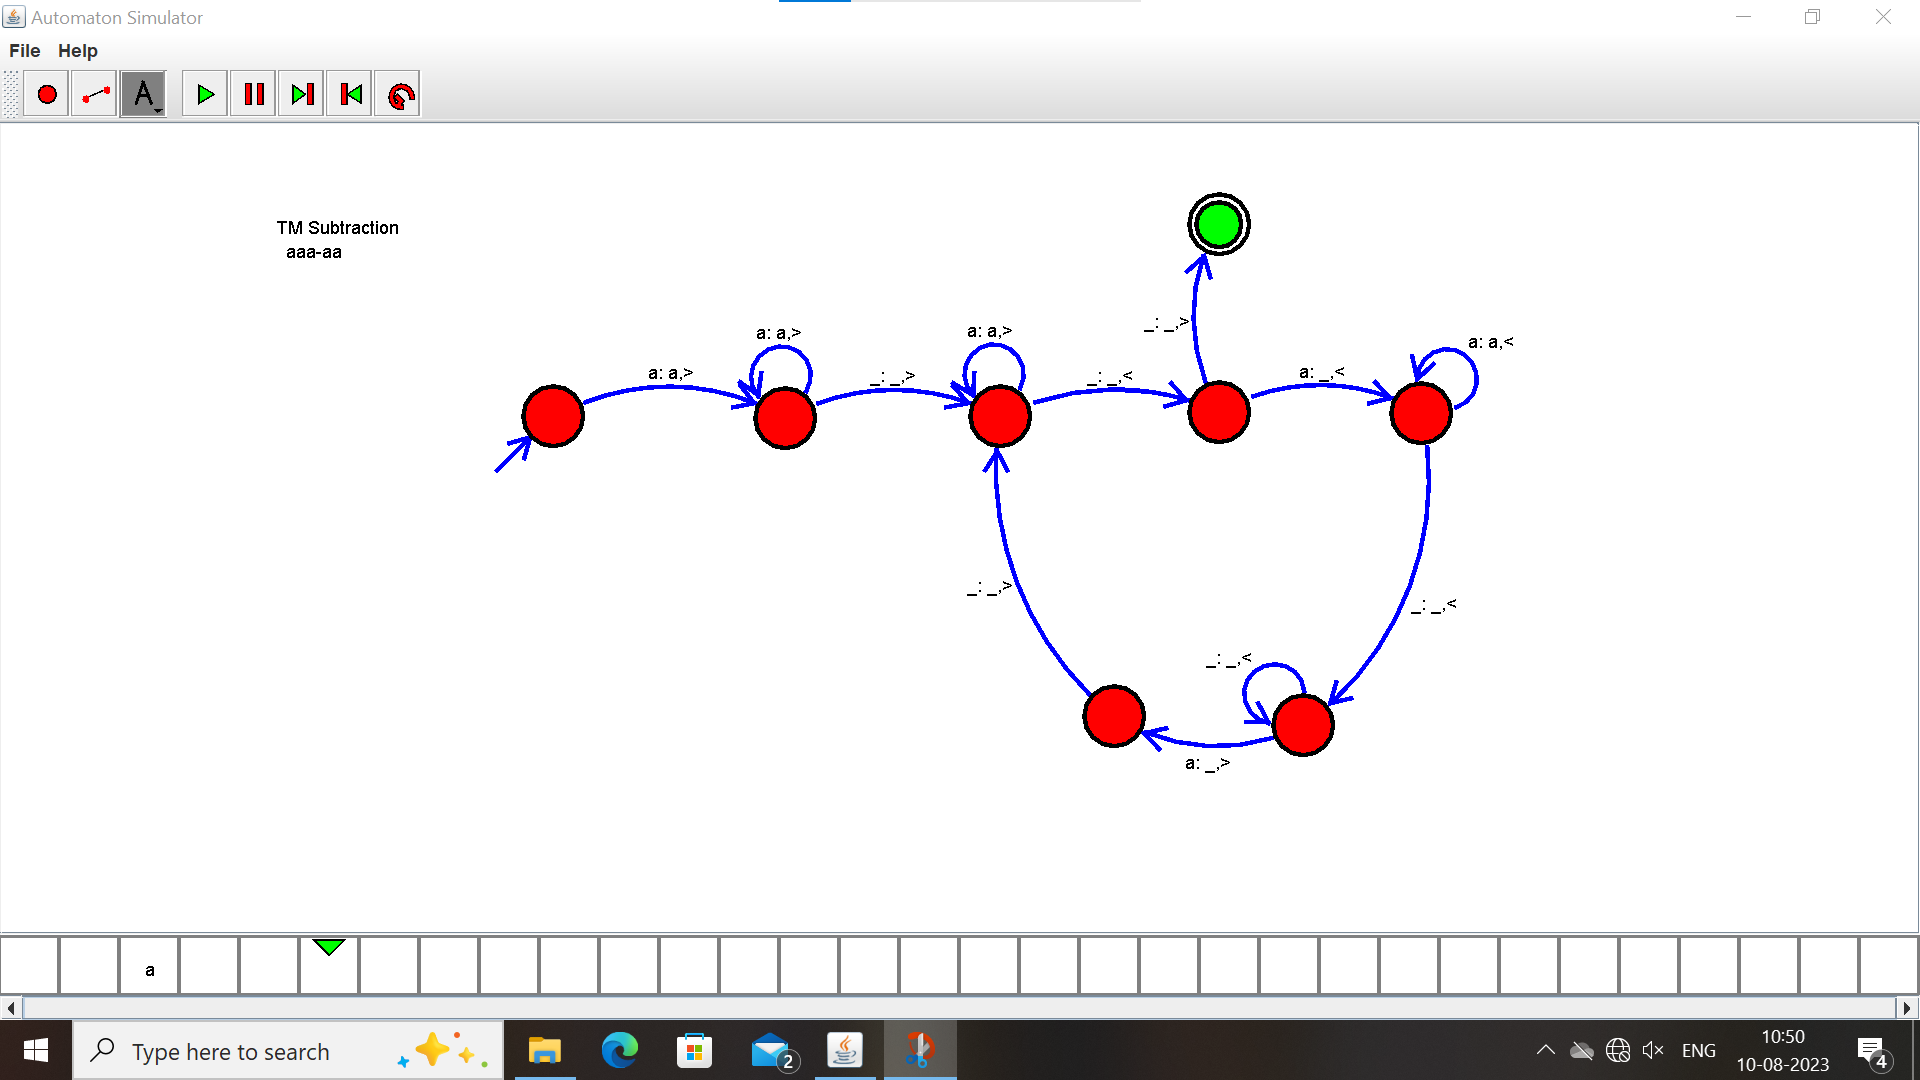 Automaton Simulator
File Help
A
TM Subtraction
aaa-aa
a: a,>
a: a,>
a: a,<
a: a,>
_: _,>
_: _,>
_: _,<
a: _,<
_: _,>
_: _,<
_: _,<
a: _,>
a
Type here to search
2
ENG
10:50
10-08-2023
4